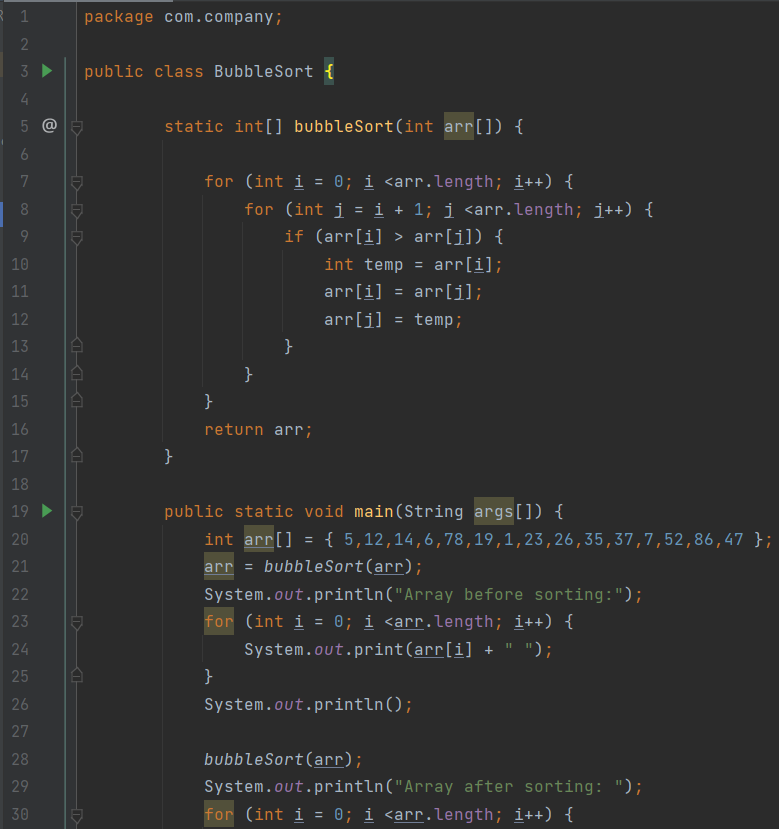 1 package com.company;
2
3 public class BubbleSort {
4
5 @ static int[] bubbleSort(int arr[]) {
6
7 for (int i = 0; i <arr.length; i++) {
8 for (int j = i + 1; j <arr.length; j++) {
9 if (arr[i] > arr[j]) {
10 int temp = arr[i];
11 arr[i] = arr[j];
12 arr[j] = temp;
13 }
14 }
15 }
16 return arr;
17 }
18
19 public static void main(String args[]) {
20 int arr[] = { 5,12,14,6,78,19,1,23,26,35,37,7,52,86,47 };
21 arr = bubbleSort(arr);
22 System.out.println("Array before sorting:");
23 for (int i = 0; i <arr.length; i++) {
24 System.out.print(arr[i] + " ");
25 }
26 System.out.println();
27
28 bubbleSort(arr);
29 System.out.println("Array after sorting: ");
30 for (int i = 0; i <arr.length; i++) {